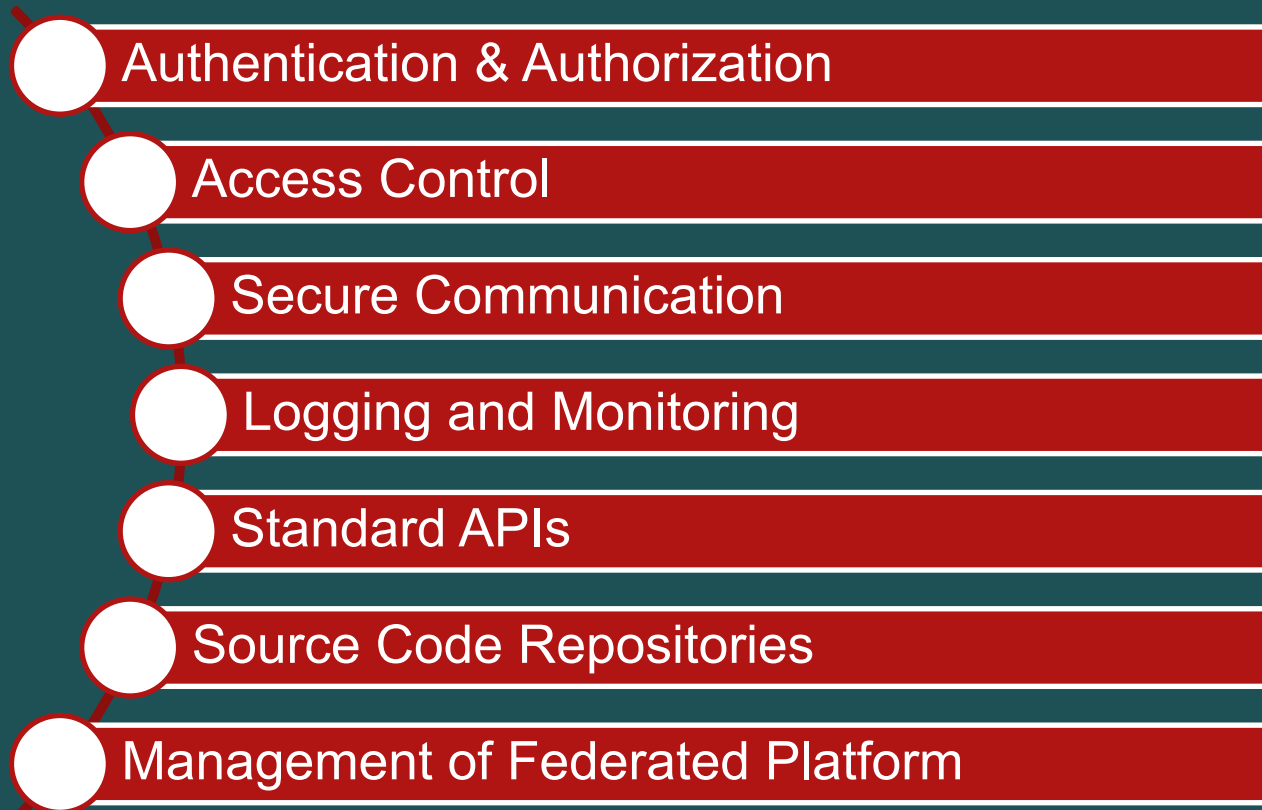 Authentication & Authorization
Access Control
Secure Communication
Logging and Monitoring
Standard APIs
Source Code Repositories
Management of Federated Platform